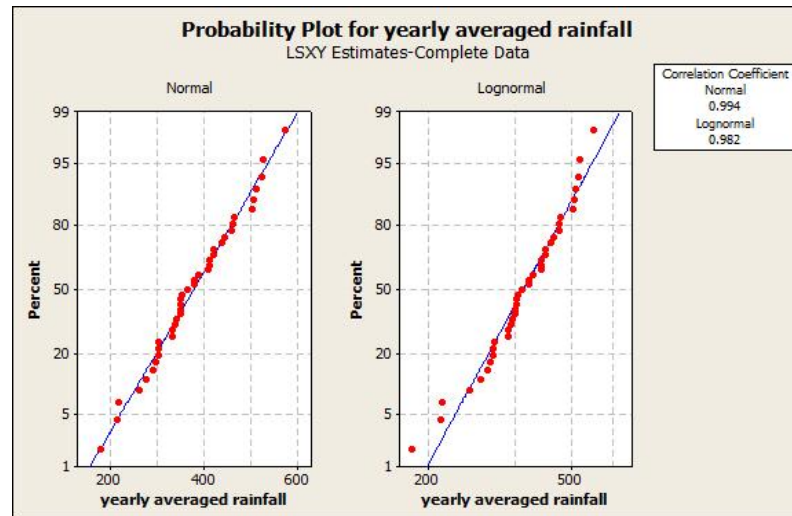 Probability Plot for yearly averaged rainfall
LSXY Estimates-Complete Data
Normal
Lognormal
Correlation Coefficient
Normal
0.994
Lognormal
0.982
Percent
99
95
80
50
20
5
1
200
400
600
yearly averaged rainfall
Percent
99
95
80
50
20
5
1
200
500
yearly averaged rainfall